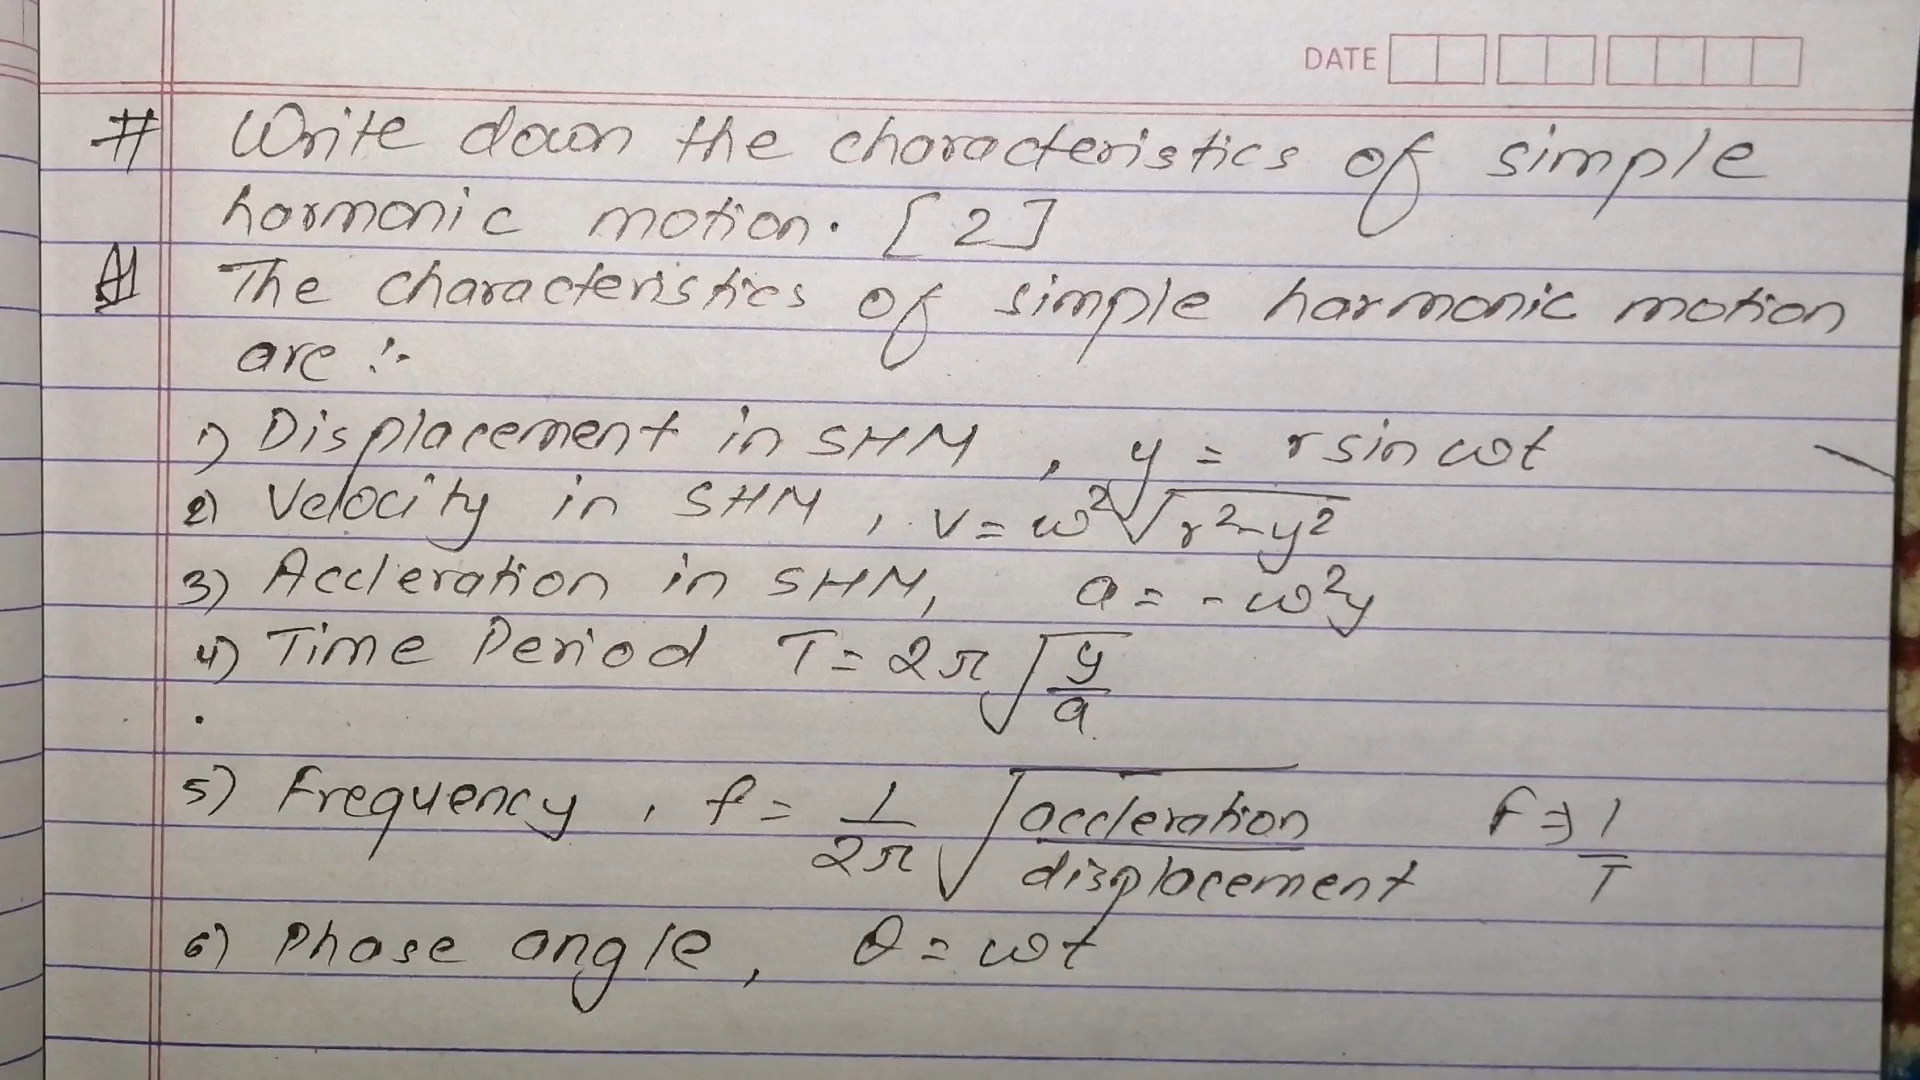 DATE
# Write down the characteristics of simple
harmonic motion. [2]
The characteristics of simple harmonic motion
are :-
1) Displacement in SHM , y = r sin ωt
2) Velocity in SHM , v = ω²√(r²-y²)
3) Accleration in SHM, a = -ω²y
4) Time Period T = 2π√(y/a)
5) Frequency , f = 1/2π √(accleration/displacement) f ⇒ 1/T
6) Phase angle, θ = ωt